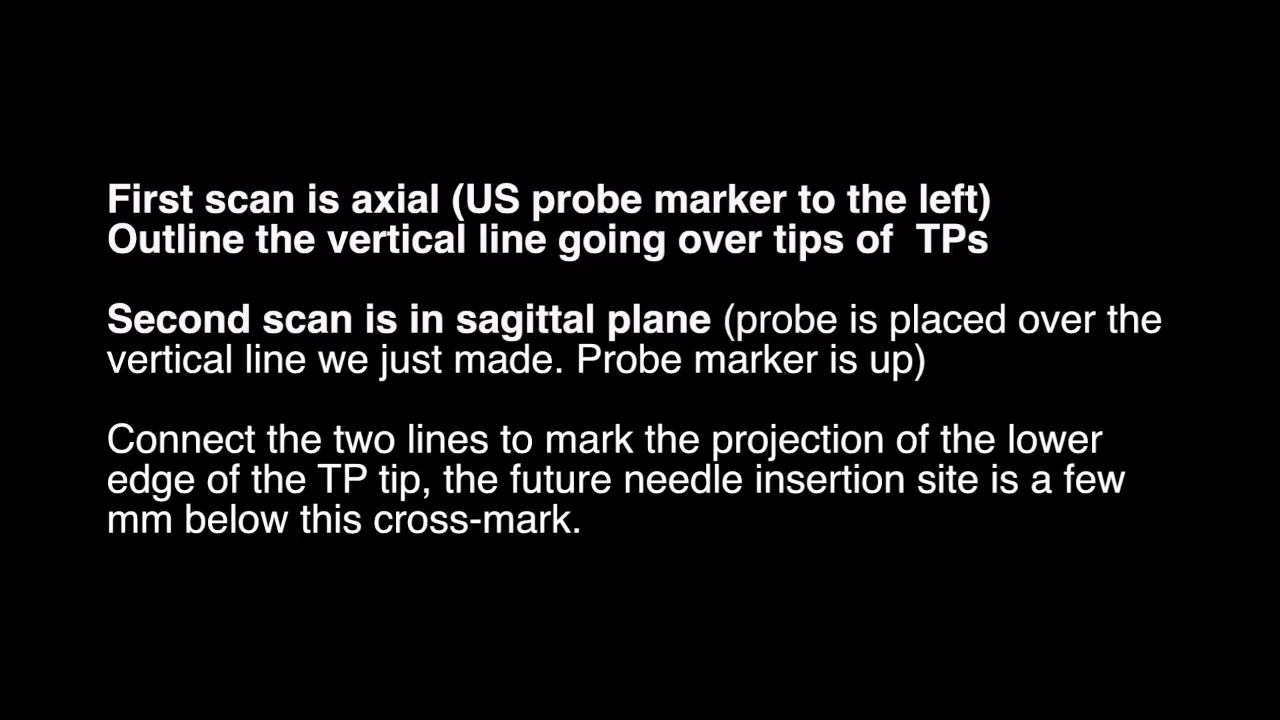 First scan is axial (US probe marker to the left)
Outline the vertical line going over tips of  TPs
Second scan is in sagittal plane (probe is placed over the
vertical line we just made. Probe marker is up)
Connect the two lines to mark the projection of the lower
edge of the TP tip, the future needle insertion site is a few
mm below this cross-mark.